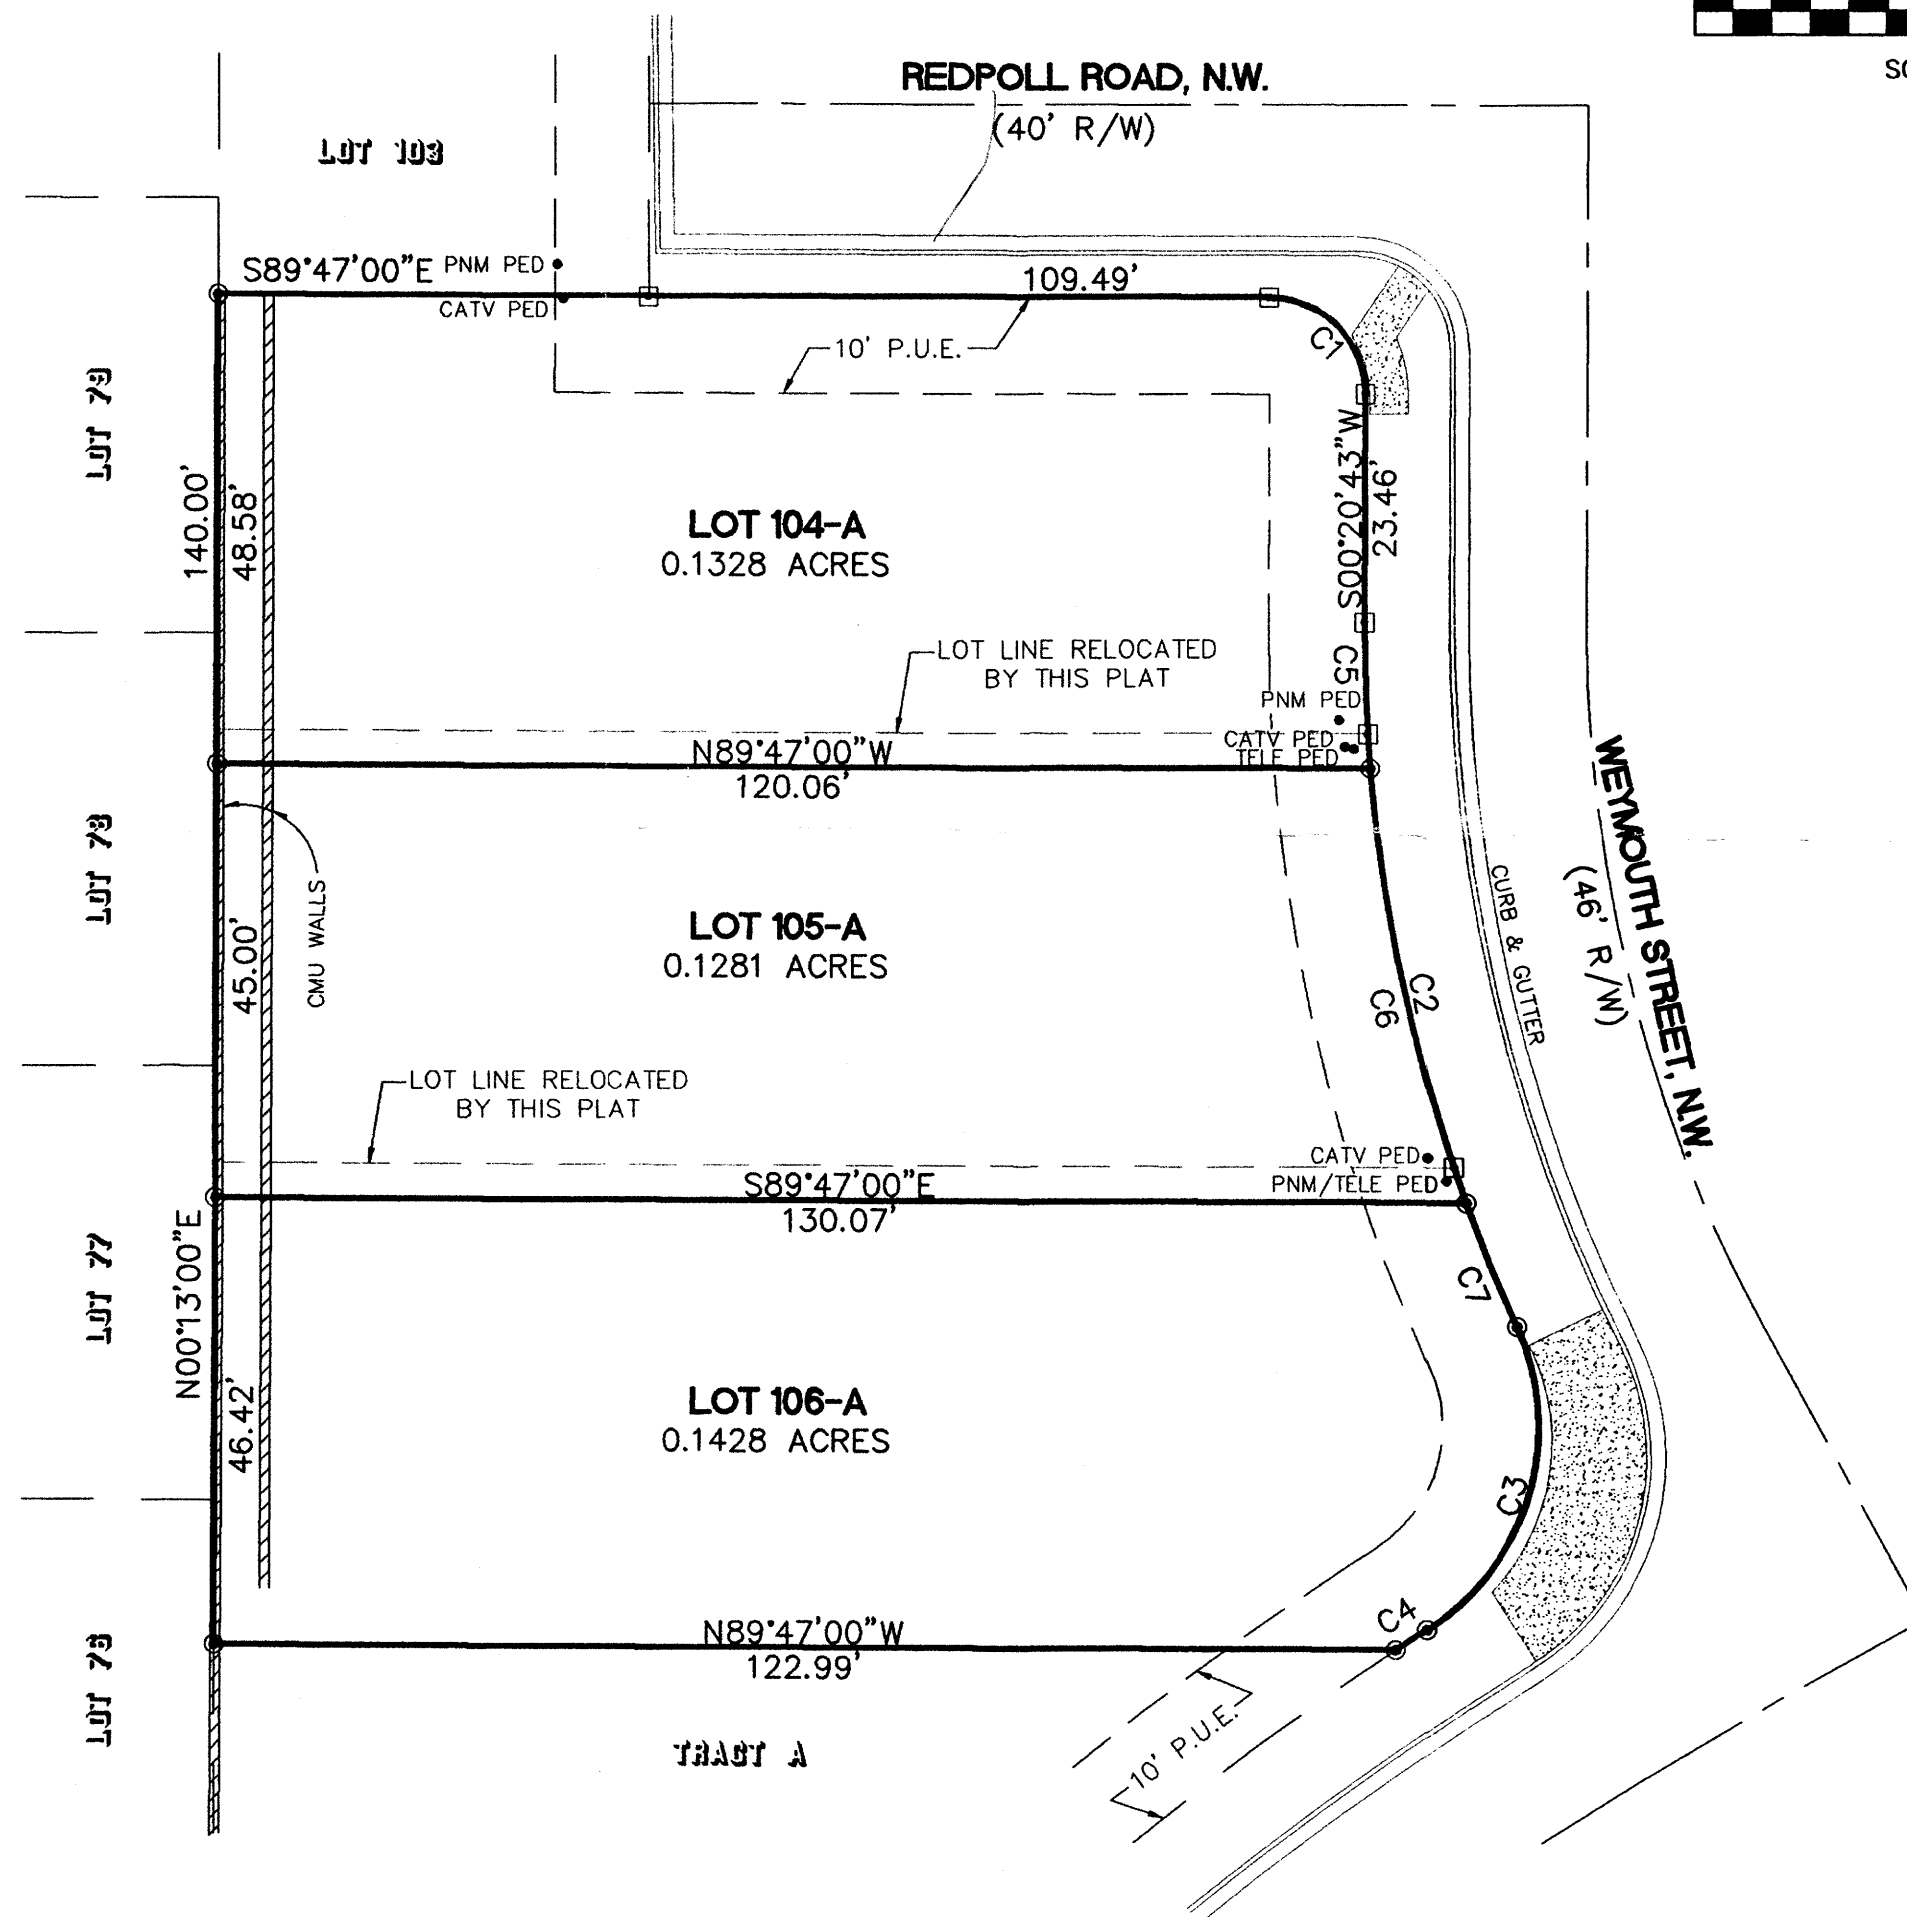 SC
REDPOLL ROAD, N.W.
(40' R/W)
LOT 103
S89°47'00"E
PNM PED
CATV PED
109.49'
10' P.U.E.
C1
LOT 79
140.00'
48.58'
S00°20'43"W
23.46'
LOT 104-A
0.1328 ACRES
LOT LINE RELOCATED
BY THIS PLAT
C5
PNM PED
CATV PED
TELE PED
N89°47'00"W
120.06'
WEYMOUTH STREET, N.W.
(46' R/W)
LOT 78
CMU WALLS
45.00'
LOT 105-A
0.1281 ACRES
C2
C6
CURB & GUTTER
LOT LINE RELOCATED
BY THIS PLAT
CATV PED
PNM/TELE PED
S89°47'00"E
130.07'
LOT 77
N00°13'00"E
46.42'
C7
LOT 106-A
0.1428 ACRES
C3
C4
N89°47'00"W
122.99'
10' P.U.E.
TRACT A